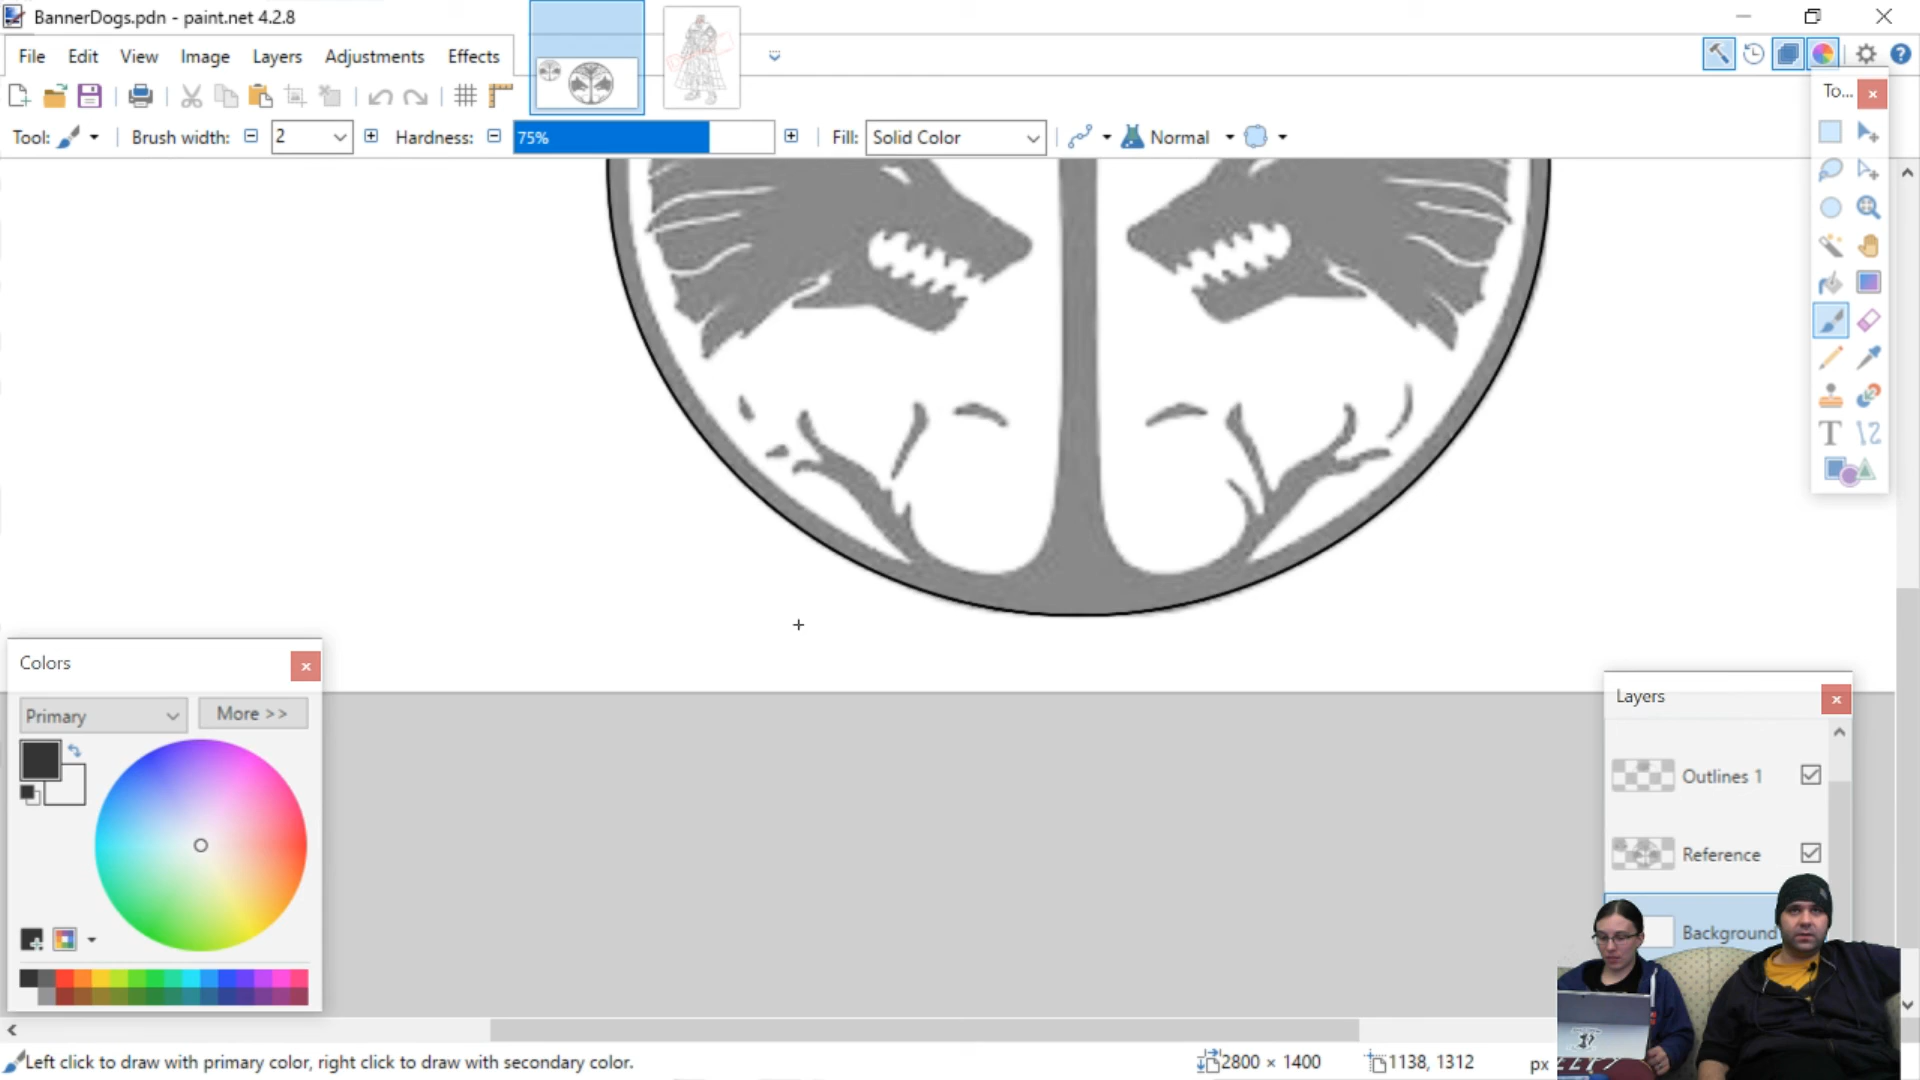 BannerDogs.pdn - paint.net 4.2.8
File Edit View Image Layers Adjustments Effects
Tool: Brush width: 2 Hardness: 75% Fill: Solid Color Normal
To...
Colors
Primary More >>
Layers
Outlines 1
Reference
Background
Left click to draw with primary color, right click to draw with secondary color. 2800 × 1400 1138, 1312 px